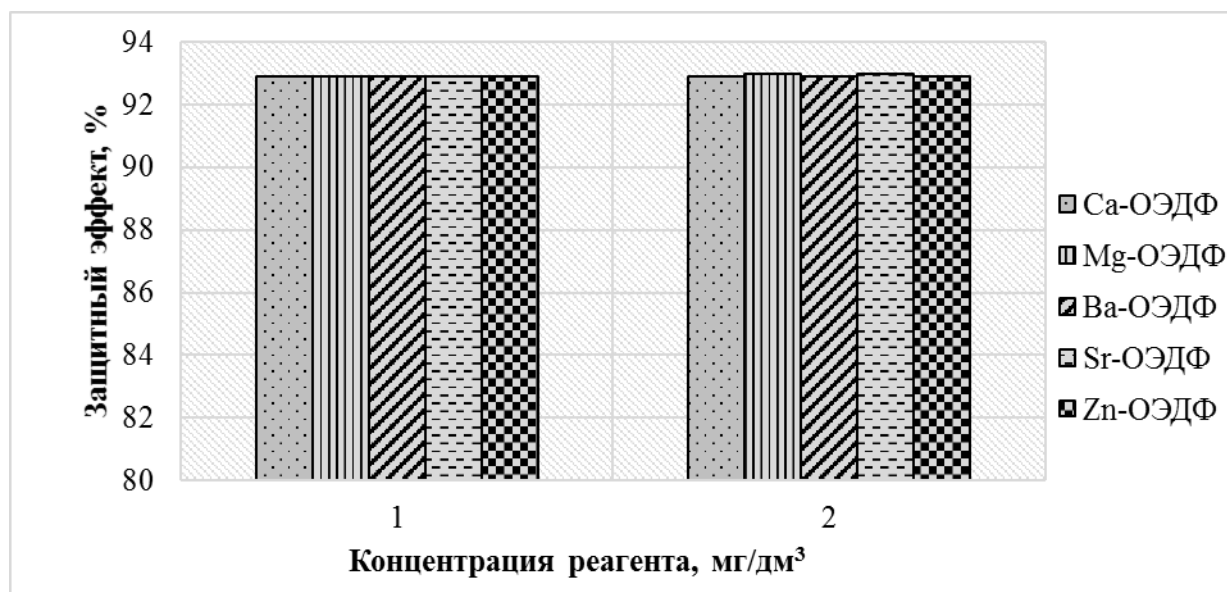 Защитный эффект, %
94
92
90
88
86
84
82
80
1
2
Концентрация реагента, мг/дм³
Ca-ОЭДФ
Mg-ОЭДФ
Ba-ОЭДФ
Sr-ОЭДФ
Zn-ОЭДФ